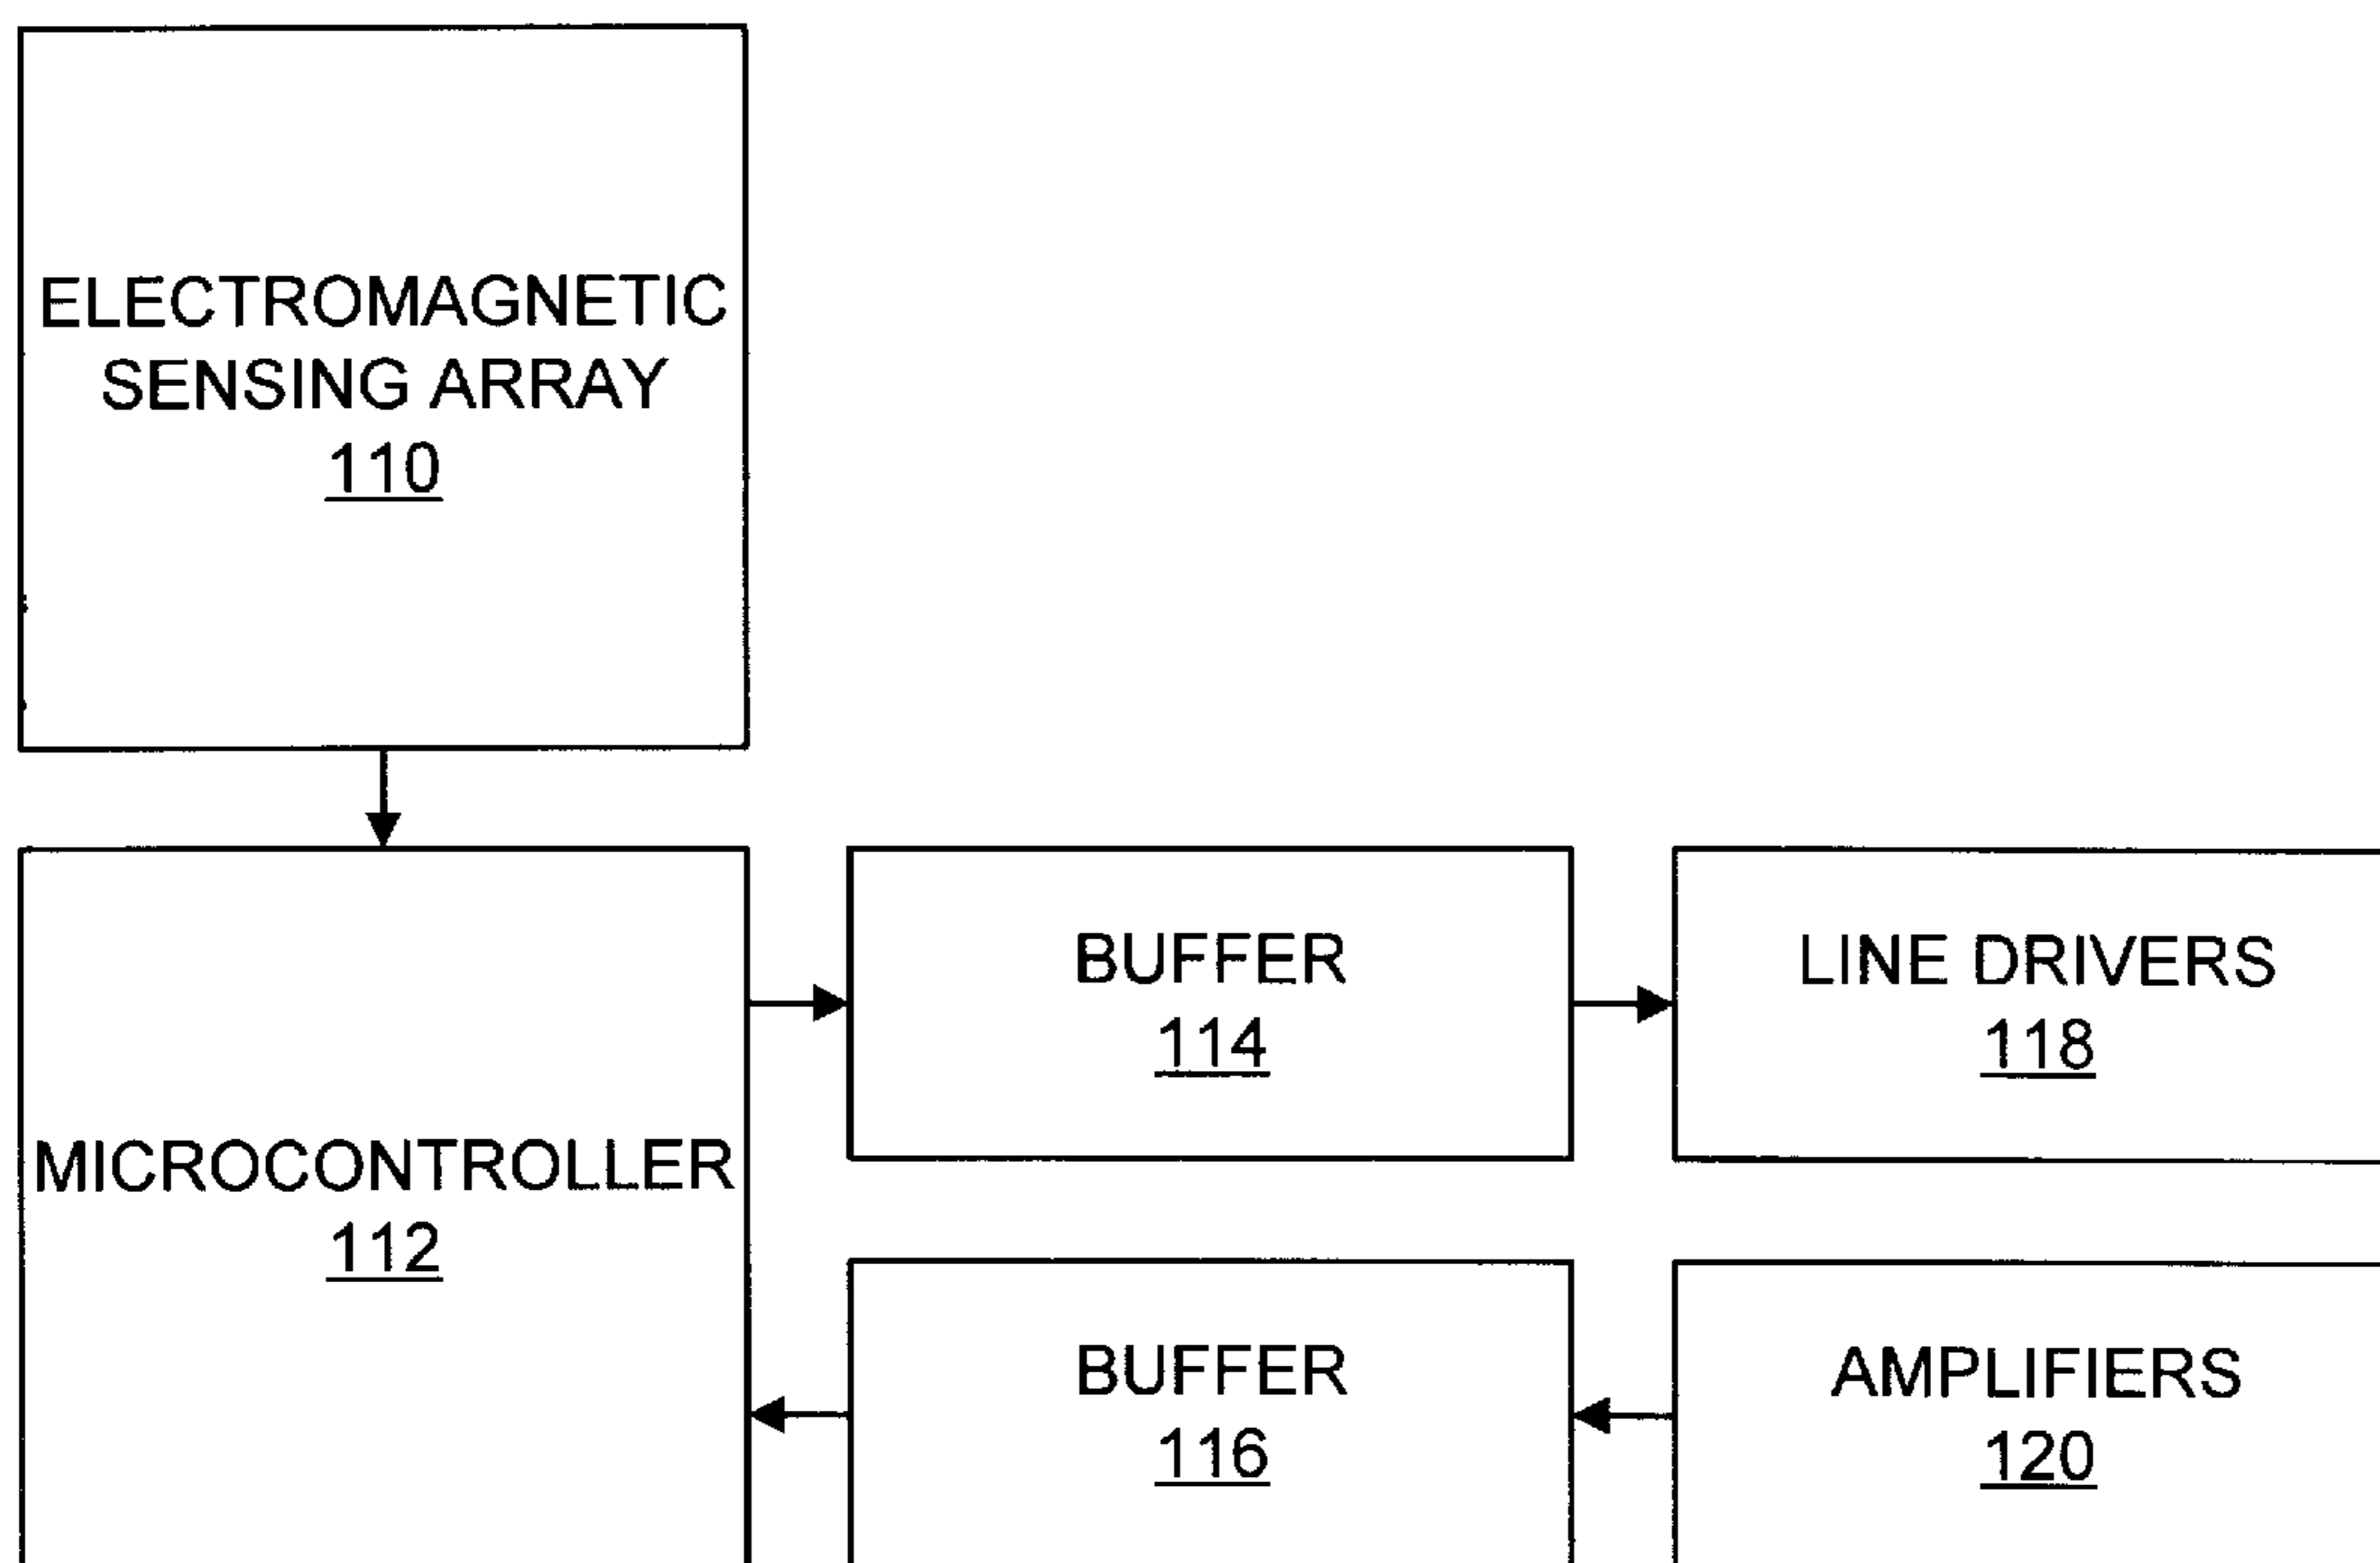 ELECTROMAGNETIC
SENSING ARRAY
110
MICROCONTROLLER
112
BUFFER
114
LINE DRIVERS
118
BUFFER
116
AMPLIFIERS
120